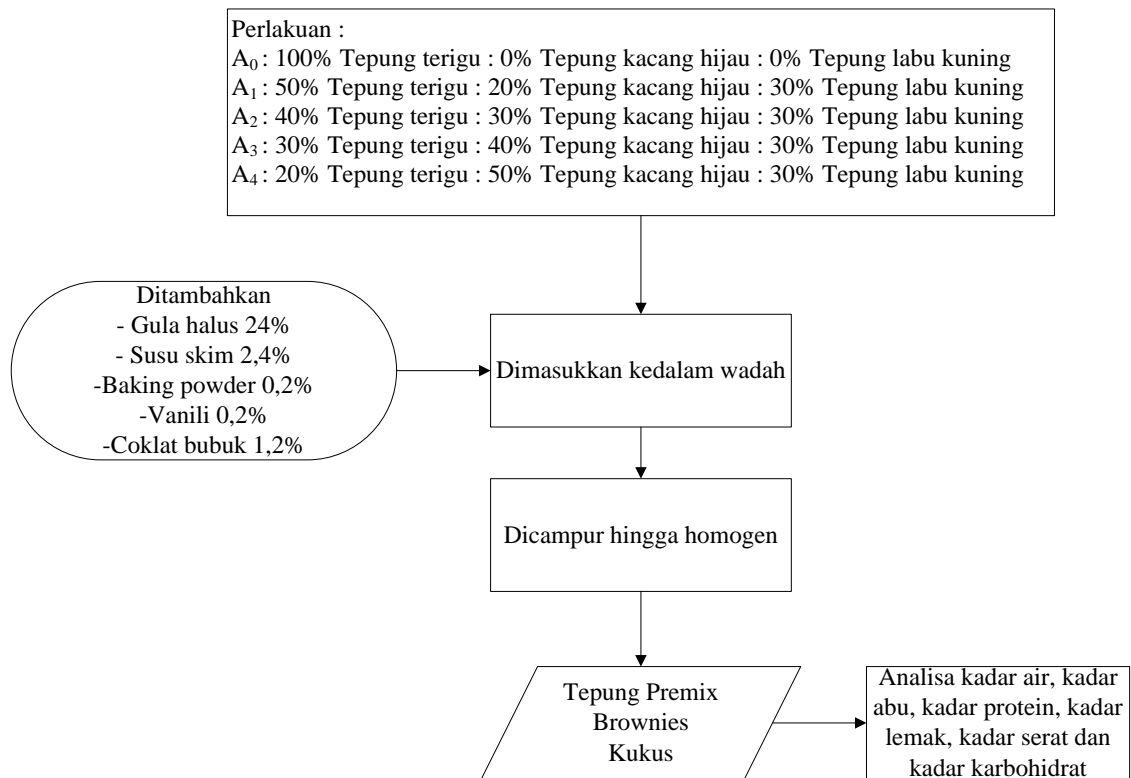 Perlakuan :
A₀ : 100% Tepung terigu : 0% Tepung kacang hijau : 0% Tepung labu kuning
A₁ : 50% Tepung terigu : 20% Tepung kacang hijau : 30% Tepung labu kuning
A₂ : 40% Tepung terigu : 30% Tepung kacang hijau : 30% Tepung labu kuning
A₃ : 30% Tepung terigu : 40% Tepung kacang hijau : 30% Tepung labu kuning
A₄ : 20% Tepung terigu : 50% Tepung kacang hijau : 30% Tepung labu kuning
Ditambahkan
- Gula halus 24%
- Susu skim 2,4%
-Baking powder 0,2%
-Vanili 0,2%
-Coklat bubuk 1,2%
Dimasukkan kedalam wadah
Dicampur hingga homogen
Tepung Premix
Brownies
Kukus
Analisa kadar air, kadar
abu, kadar protein, kadar
lemak, kadar serat dan
kadar karbohidrat